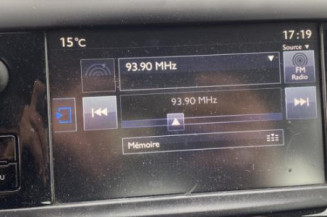 15°C
17:19
Source
93.90 MHz
FM
Radio
93.90 MHz
Mémoire